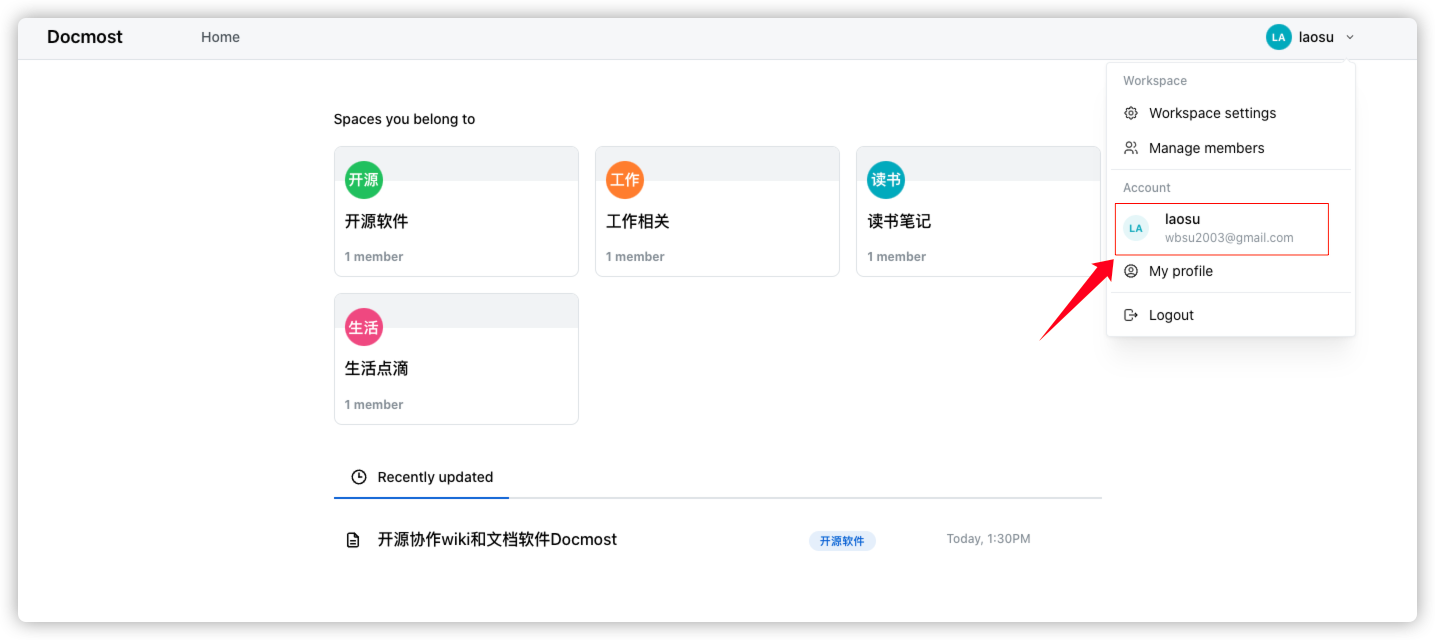 Docmost
Home
LA laosu
Workspace
Workspace settings
Manage members
Account
LA
laosu
wbsu2003@gmail.com
My profile
Logout
Spaces you belong to
开源
开源软件
1 member
工作
工作相关
1 member
读书
读书笔记
1 member
生活
生活点滴
1 member
Recently updated
开源协作wiki和文档软件Docmost 开源软件 Today, 1:30PM